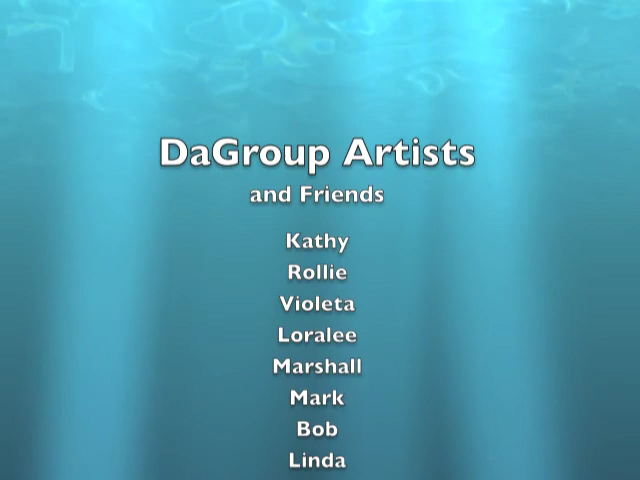 DaGroup Artists
and Friends
Kathy
Rollie
Violeta
Loralee
Marshall
Mark
Bob
Linda